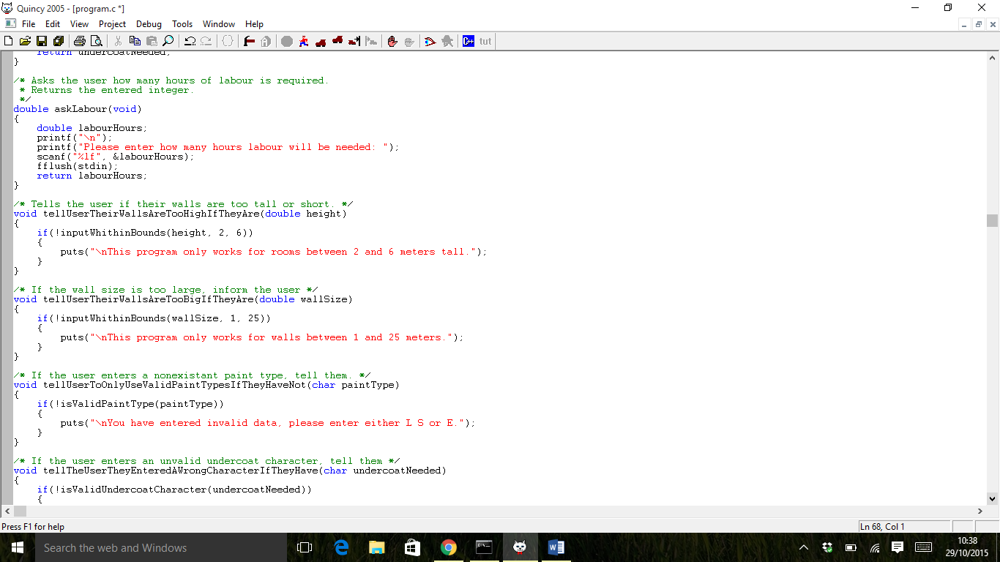 Quincy 2005 - [program.c *]
File Edit View Project Debug Tools Window Help
C++ tut
return undercoatNeeded;
}
/* Asks the user how many hours of labour is required.
* Returns the entered integer.
*/
double askLabour(void)
{
double labourHours;
printf("\n");
printf("Please enter how many hours labour will be needed: ");
scanf("%lf", &labourHours);
fflush(stdin);
return labourHours;
}
/* Tells the user if their walls are too tall or short. */
void tellUserTheirWallsAreTooHighIfTheyAre(double height)
{
if(!inputWhithinBounds(height, 2, 6))
{
puts("\nThis program only works for rooms between 2 and 6 meters tall.");
}
}
/* If the wall size is too large, inform the user */
void tellUserTheirWallsAreTooBigIfTheyAre(double wallSize)
{
if(!inputWhithinBounds(wallSize, 1, 25))
{
puts("\nThis program only works for walls between 1 and 25 meters.");
}
}
/* If the user enters a nonexistant paint type, tell them. */
void tellUserToOnlyUseValidPaintTypesIfTheyHaveNot(char paintType)
{
if(!isValidPaintType(paintType))
{
puts("\nYou have entered invalid data, please enter either L S or E.");
}
}
/* If the user enters an unvalid undercoat character, tell them */
void tellTheUserTheyEnteredAWrongCharacterIfTheyHave(char undercoatNeeded)
{
if(!isValidUndercoatCharacter(undercoatNeeded))
{
Press F1 for help
Ln 68, Col 1
Search the web and Windows
10:38
29/10/2015